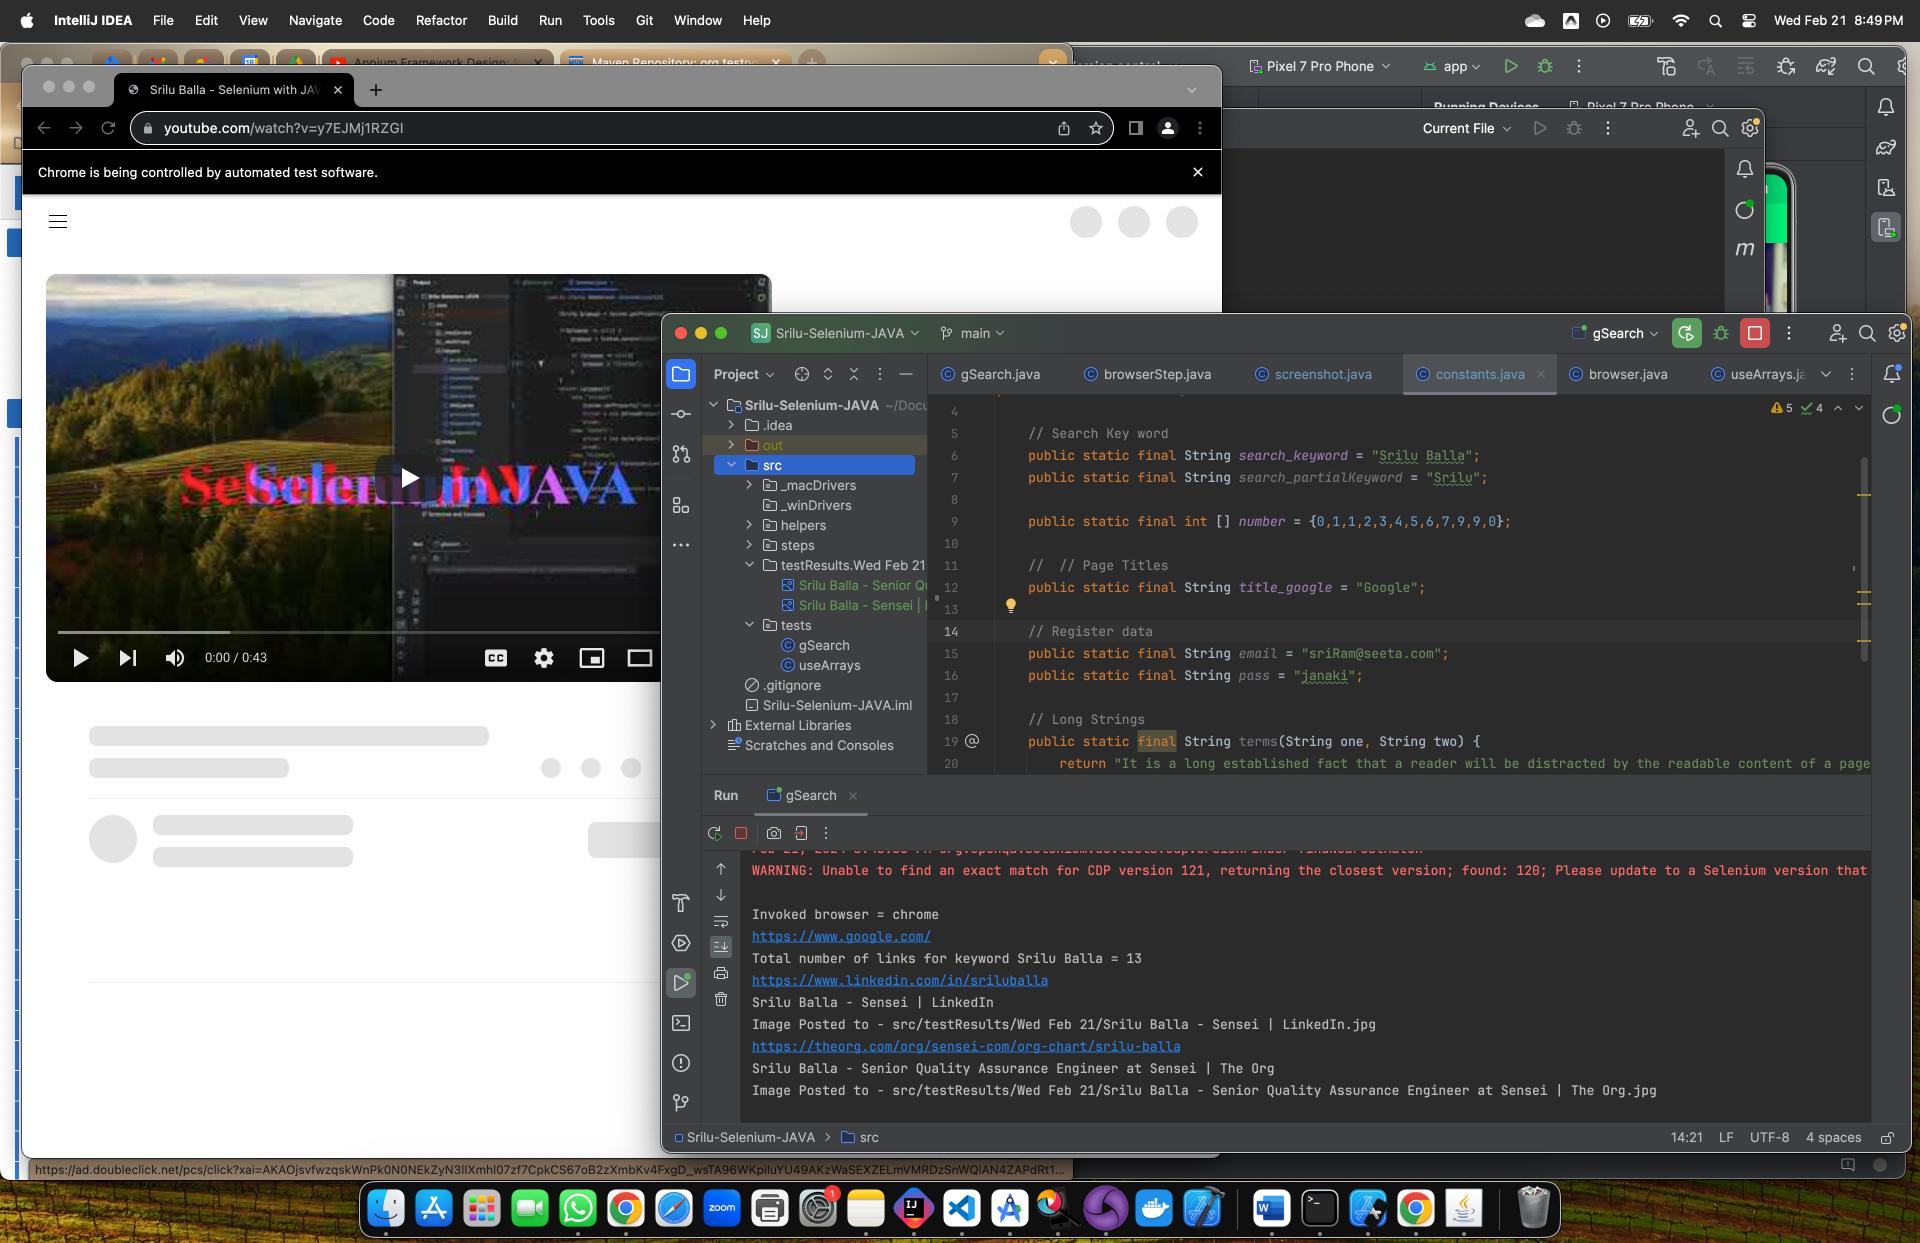 IntelliJ IDEA File Edit View Navigate Code Refactor Build Run Tools Git Window Help
Wed Feb 21 8:49PM
Appium Framework Design:
Maven Repository: org.testn
Pixel 7 Pro Phone
app
Srilu Balla - Selenium with JAV
youtube.com/watch?v=y7EJMj1RZGI
Running Devices
Pixel 7 Pro Phone
Current File
Chrome is being controlled by automated test software.
Selenium JAVA
0:00 / 0:43
CC
SJ Srilu-Selenium-JAVA
main
gSearch
Project
gSearch.java
browserStep.java
screenshot.java
constants.java
browser.java
useArrays.ja
Srilu-Selenium-JAVA ~/Docu
.idea
out
src
_macDrivers
_winDrivers
helpers
steps
testResults.Wed Feb 21
Srilu Balla - Senior Q
Srilu Balla - Sensei |
tests
gSearch
useArrays
.gitignore
Srilu-Selenium-JAVA.iml
External Libraries
Scratches and Consoles
5 4
4
5 // Search Key word
6 public static final String search_keyword = "Srilu Balla";
7 public static final String search_partialKeyword = "Srilu";
8
9 public static final int [] number = {0,1,1,2,3,4,5,6,7,9,9,0};
10
11 // // Page Titles
12 public static final String title_google = "Google";
13
14 // Register data
15 public static final String email = "sriRam@seeta.com";
16 public static final String pass = "janaki";
17
18 // Long Strings
19 @ public static final String terms(String one, String two) {
20 return "It is a long established fact that a reader will be distracted by the readable content of a page
Run
gSearch
WARNING: Unable to find an exact match for CDP version 121, returning the closest version; found: 120; Please update to a Selenium version that
Invoked browser = chrome
https://www.google.com/
Total number of links for keyword Srilu Balla = 13
https://www.linkedin.com/in/sriluballa
Srilu Balla - Sensei | LinkedIn
Image Posted to - src/testResults/Wed Feb 21/Srilu Balla - Sensei | LinkedIn.jpg
https://theorg.com/org/sensei-com/org-chart/srilu-balla
Srilu Balla - Senior Quality Assurance Engineer at Sensei | The Org
Image Posted to - src/testResults/Wed Feb 21/Srilu Balla - Senior Quality Assurance Engineer at Sensei | The Org.jpg
Srilu-Selenium-JAVA > src
14:21 LF UTF-8 4 spaces
zoom
1